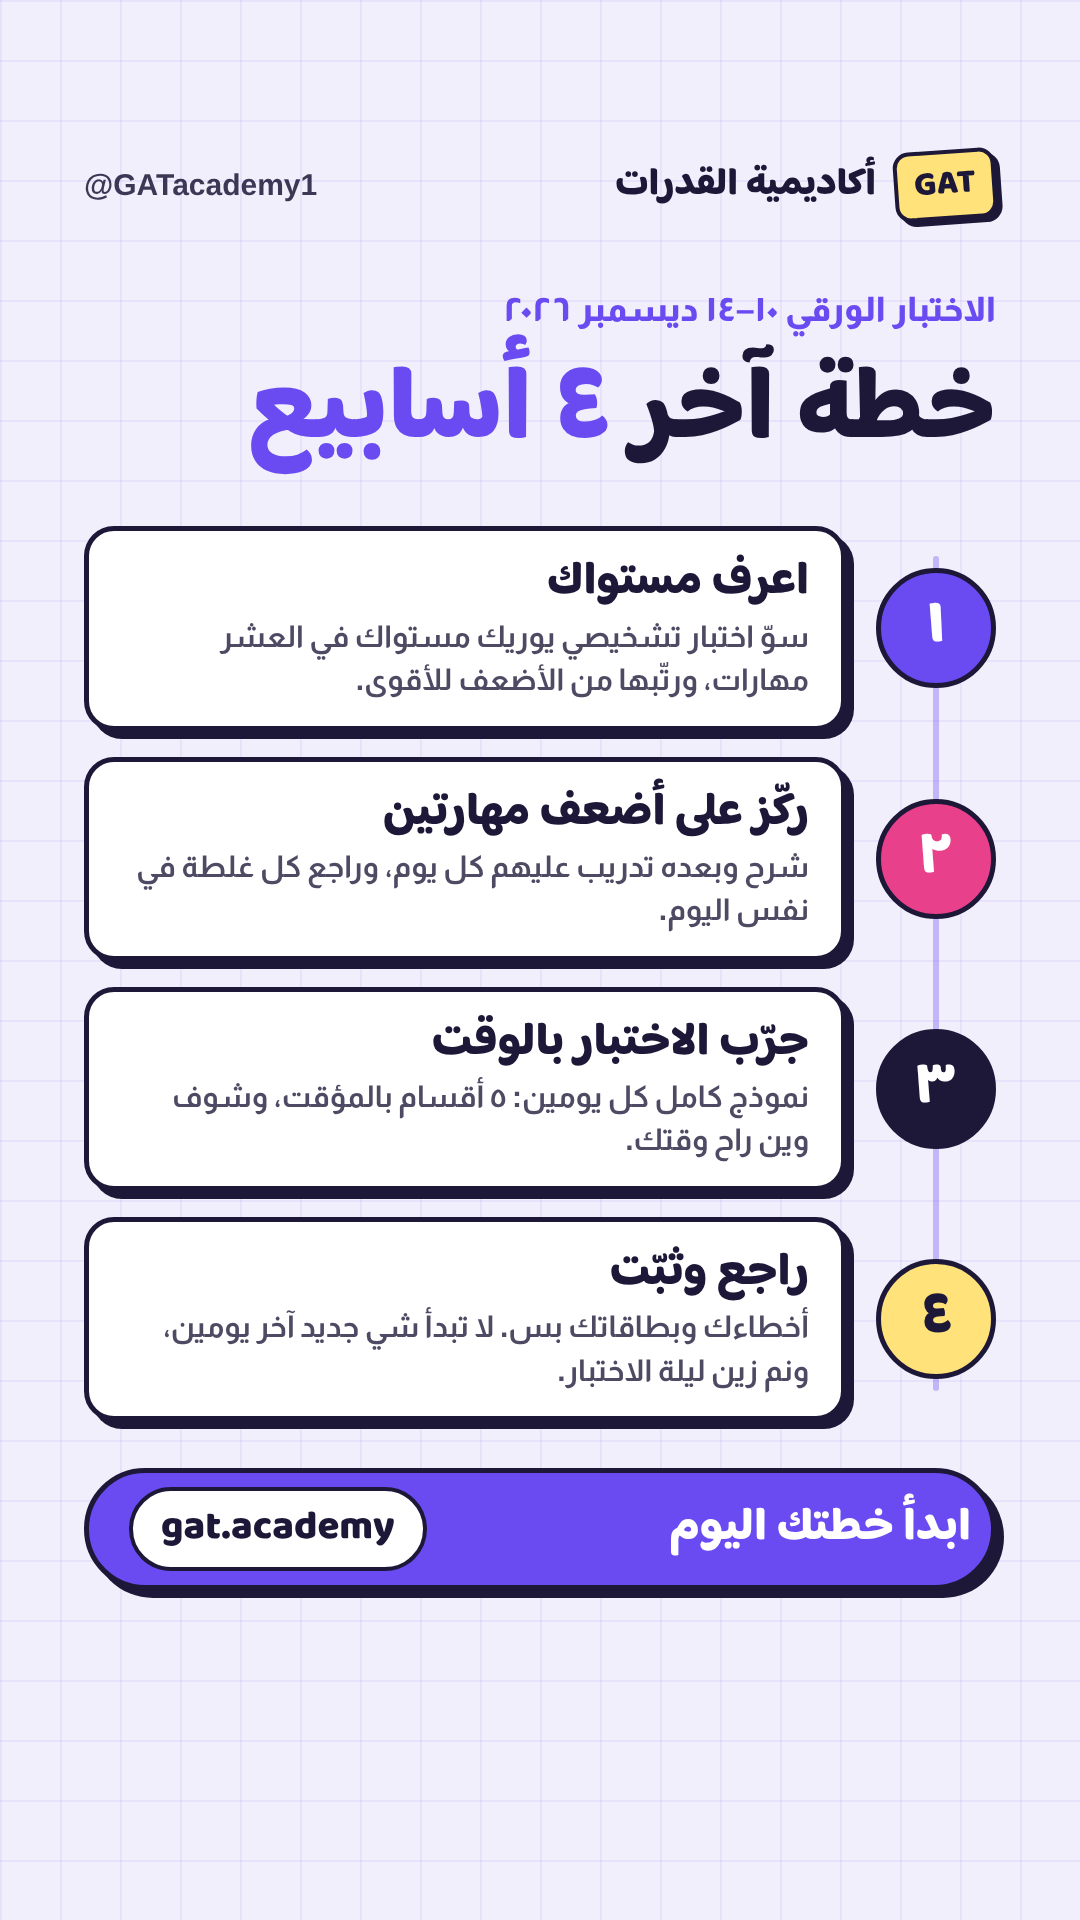 GAT
أكاديمية القدرات
@GATacademy1
الاختبار الورقي ١٠–١٤ ديسمبر ٢٠٢٦
خطة آخر ٤ أسابيع
١
اعرف مستواك
سوّ اختبار تشخيصي يوريك مستواك في العشر
مهارات، ورتّبها من الأضعف للأقوى.
٢
ركّز على أضعف مهارتين
شرح وبعده تدريب عليهم كل يوم، وراجع كل غلطة في
نفس اليوم.
٣
جرّب الاختبار بالوقت
نموذج كامل كل يومين: ٥ أقسام بالمؤقت، وشوف
وين راح وقتك.
٤
راجع وثبّت
أخطاءك وبطاقاتك بس. لا تبدأ شي جديد آخر يومين،
ونم زين ليلة الاختبار.
ابدأ خطتك اليوم
gat.academy